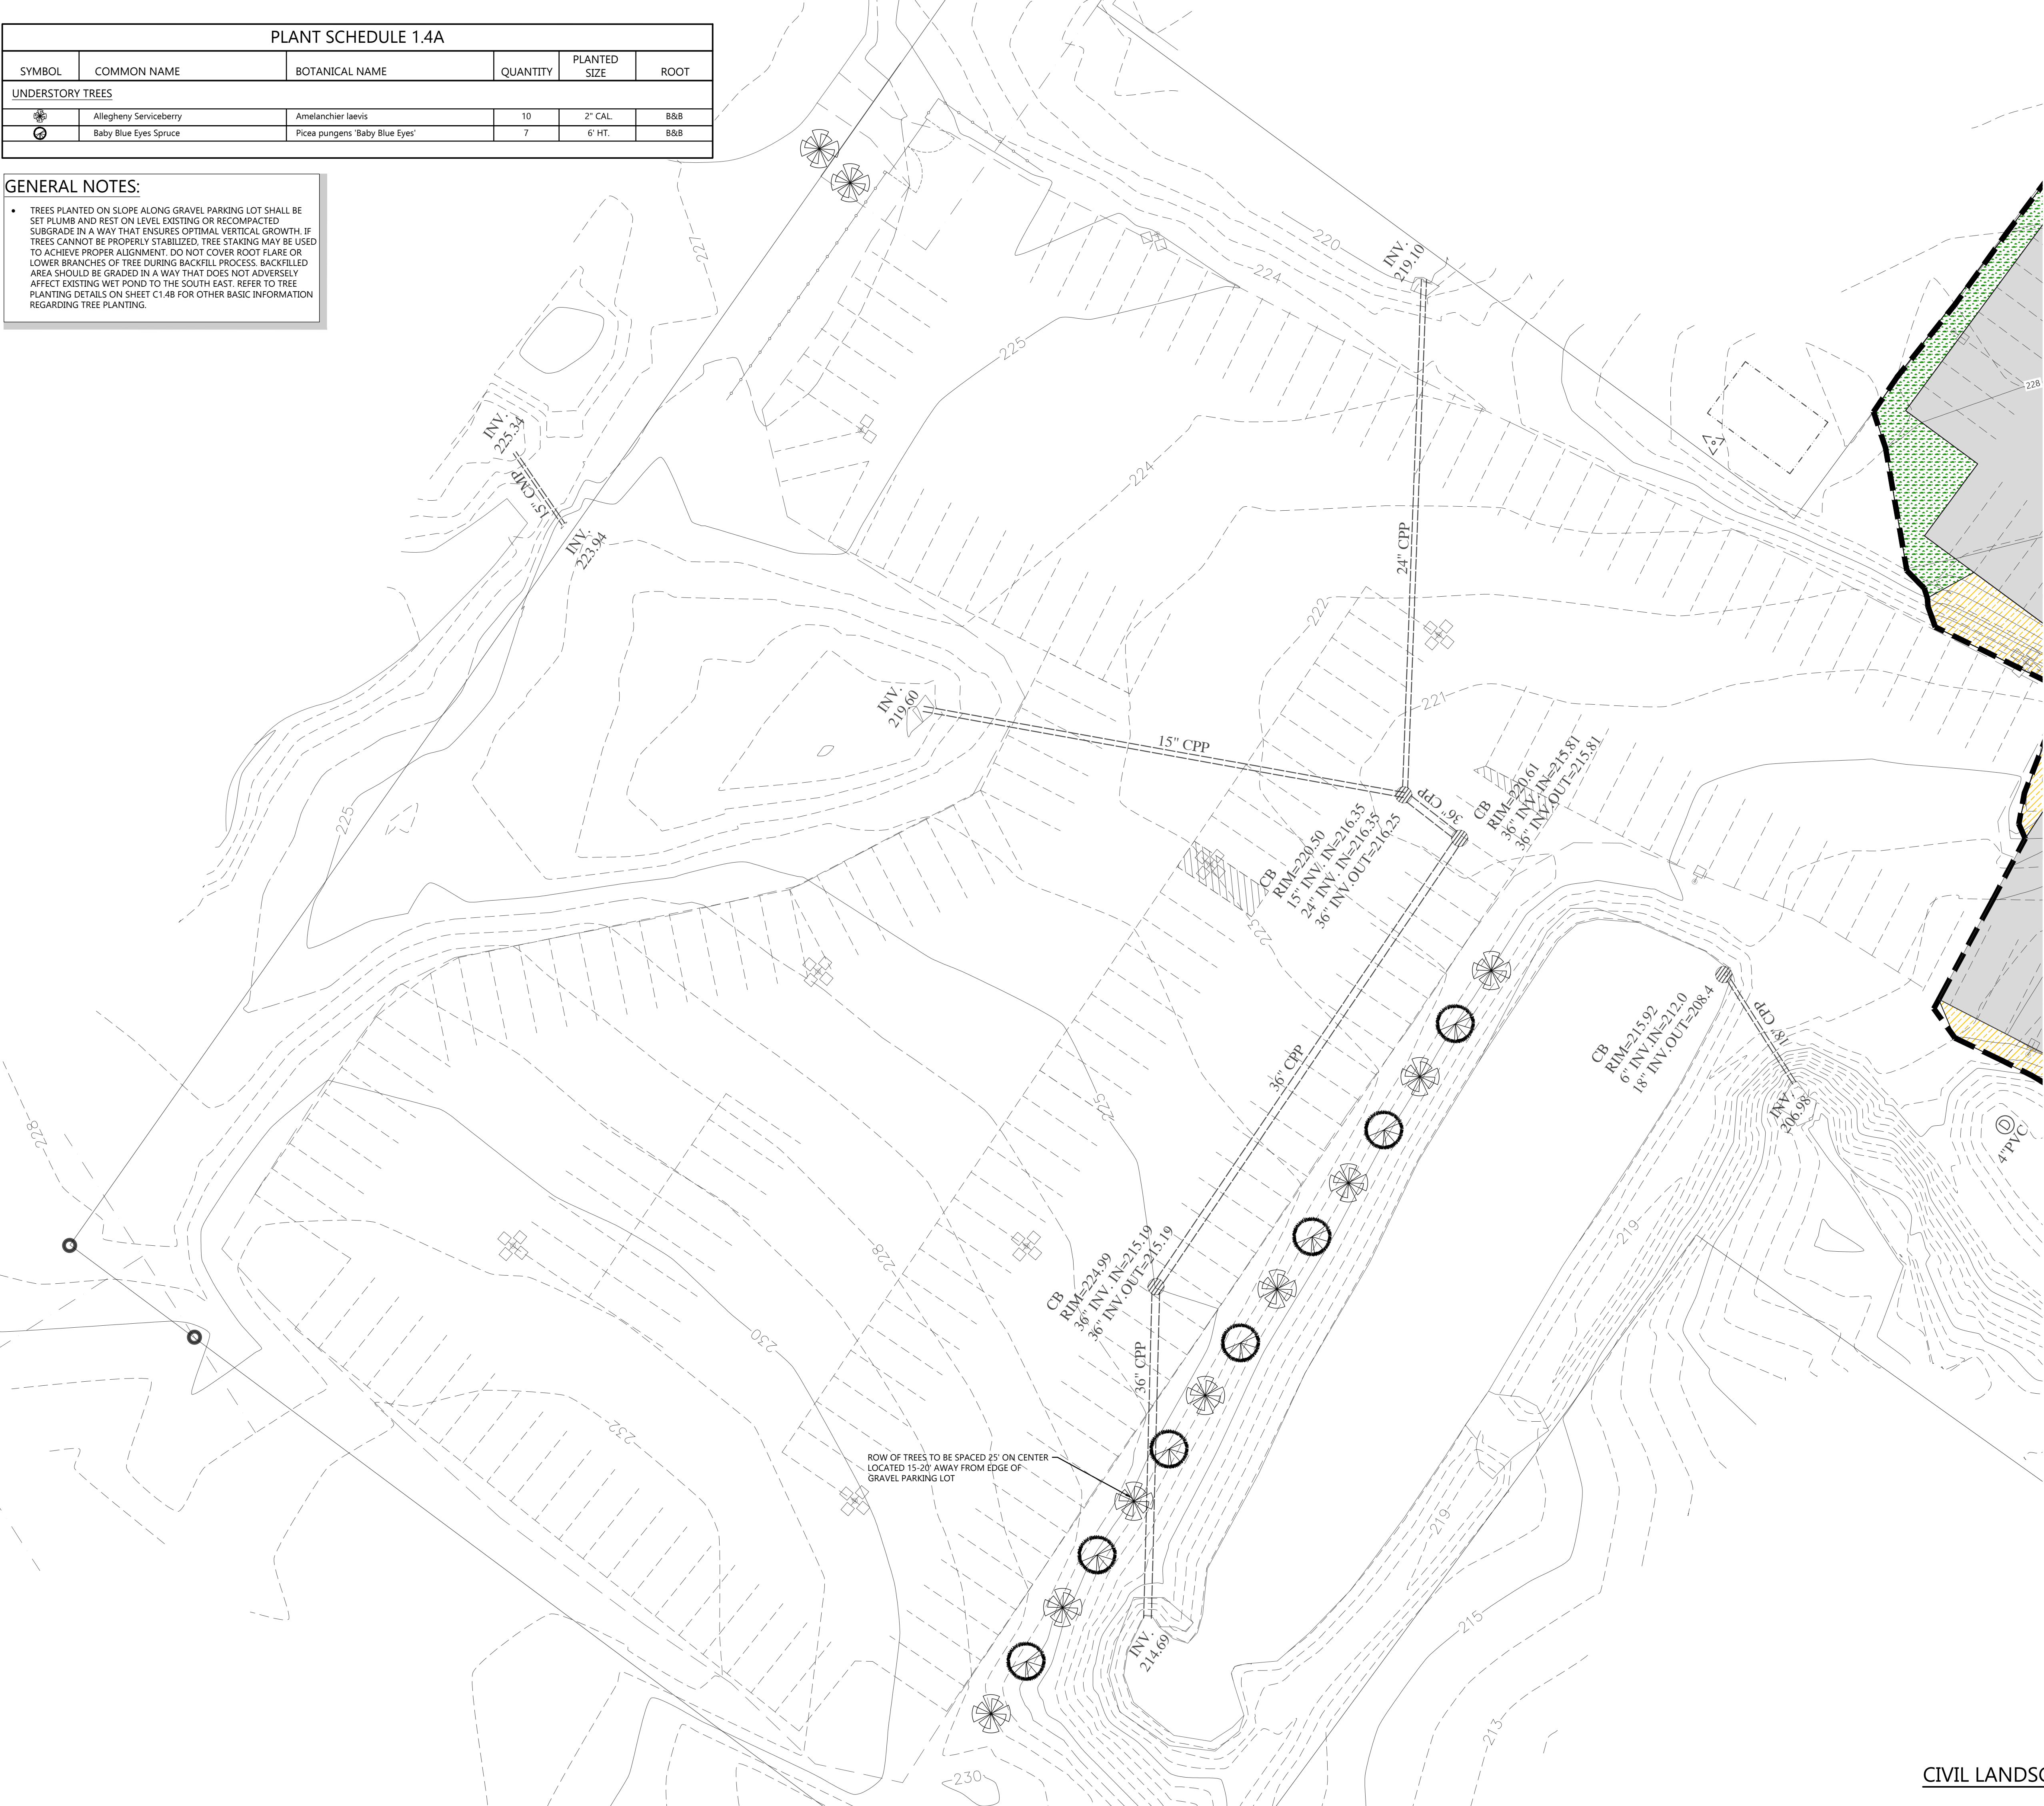 PLANT SCHEDULE 1.4A
SYMBOL COMMON NAME BOTANICAL NAME QUANTITY PLANTED SIZE ROOT
UNDERSTORY TREES
Allegheny Serviceberry Amelanchier laevis 10 2" CAL. B&B
Baby Blue Eyes Spruce Picea pungens 'Baby Blue Eyes' 7 6' HT. B&B
GENERAL NOTES:
• TREES PLANTED ON SLOPE ALONG GRAVEL PARKING LOT SHALL BE
SET PLUMB AND REST ON LEVEL EXISTING OR RECOMPACTED
SUBGRADE IN A WAY THAT ENSURES OPTIMAL VERTICAL GROWTH. IF
TREES CANNOT BE PROPERLY STABILIZED, TREE STAKING MAY BE USED
TO ACHIEVE PROPER ALIGNMENT. DO NOT COVER ROOT FLARE OR
LOWER BRANCHES OF TREE DURING BACKFILL PROCESS. BACKFILLED
AREA SHOULD BE GRADED IN A WAY THAT DOES NOT ADVERSELY
AFFECT EXISTING WET POND TO THE SOUTH EAST. REFER TO TREE
PLANTING DETAILS ON SHEET C1.4B FOR OTHER BASIC INFORMATION
REGARDING TREE PLANTING.
227
220
224
INV.
219.10
225
228
INV.
225.34
15" CMP
INV.
223.94
224
24" CPP
222
INV.
219.60
221
15" CPP
36" CPP
CB
RIM=220.61
36" INV. IN=215.81
36" INV.OUT=215.81
225
CB
RIM=220.50
15" INV. IN=216.35
24" INV. IN=216.35
36" INV.OUT=216.25
223
CB
RIM=215.92
6" INV.IN=212.0
18" INV.OUT=208.4
18" CPP
36" CPP
225
INV.
206.98
D
4"PVC
228
228
219
CB
RIM=224.99
36" INV. IN=215.19
36" INV.OUT=215.19
230
36" CPP
232
ROW OF TREES TO BE SPACED 25' ON CENTER
LOCATED 15-20' AWAY FROM EDGE OF
GRAVEL PARKING LOT
219
215
INV.
214.69
213
230
CIVIL LANDSC